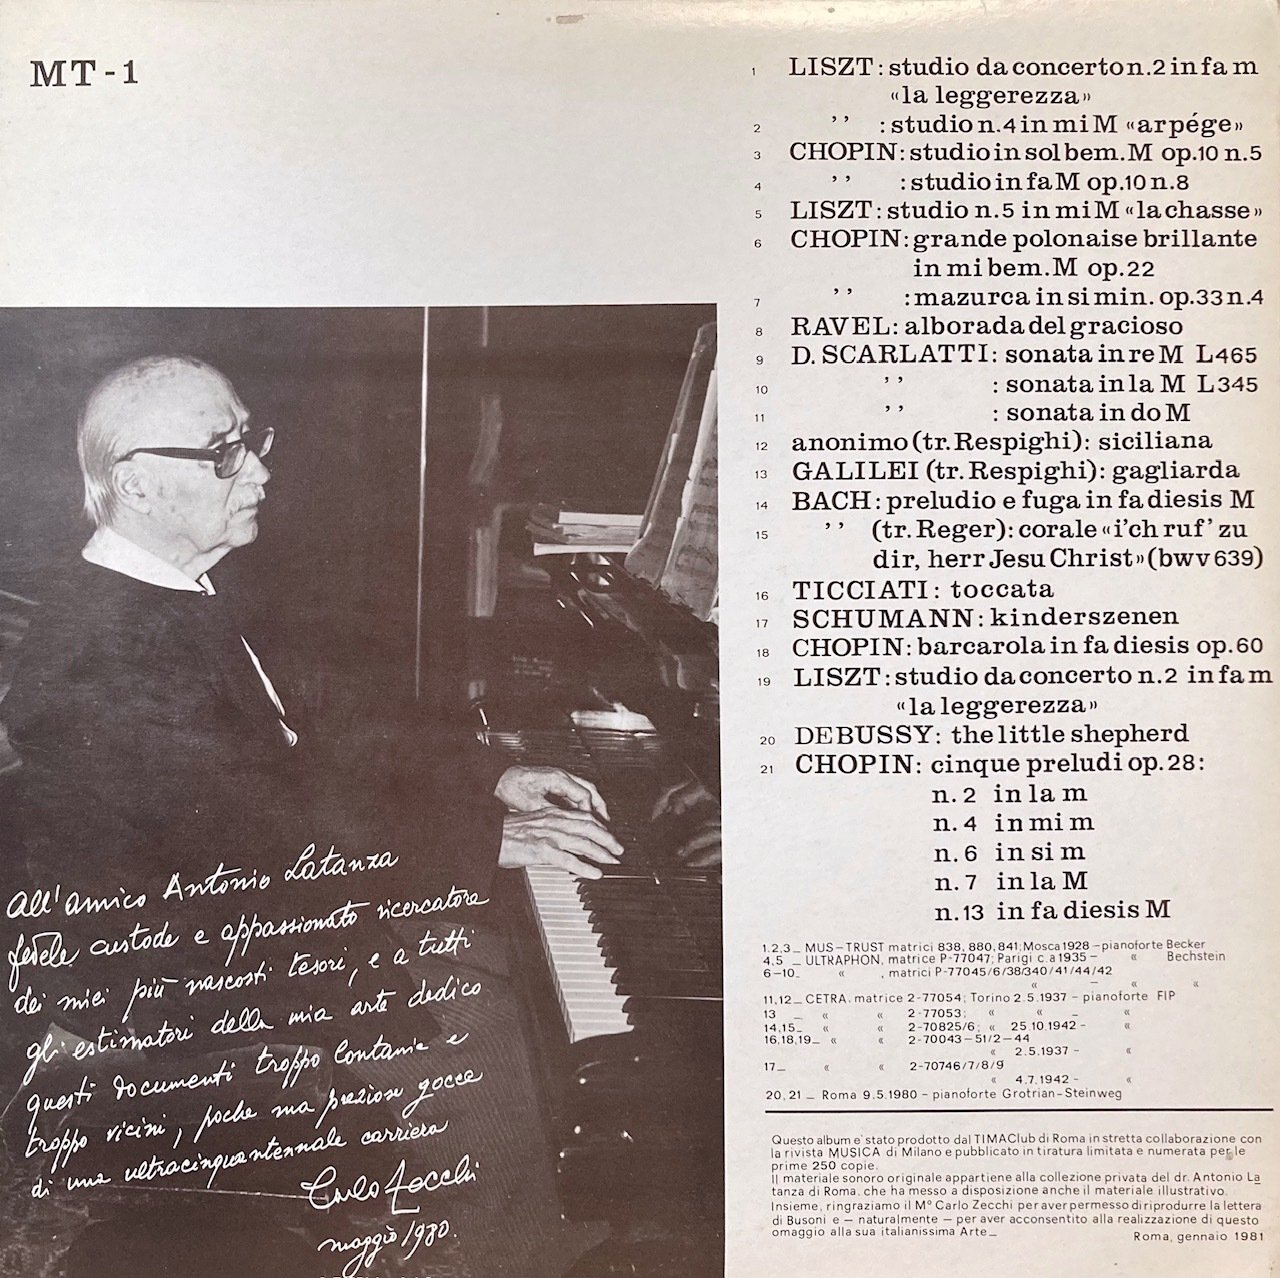 MT-1
1 LISZT: studio da concerto n.2 in fa m
«la leggerezza»
2 ’’ : studio n.4 in mi M «arpége»
3 CHOPIN: studio in sol bem. M op.10 n.5
4 ’’ : studio in fa M op.10 n.8
5 LISZT: studio n.5 in mi M «la chasse»
6 CHOPIN: grande polonaise brillante
in mi bem. M op.22
7 ’’ : mazurca in si min. op.33 n.4
8 RAVEL: alborada del gracioso
9 D. SCARLATTI: sonata in re M L465
10 ’’ : sonata in la M L345
11 ’’ : sonata in do M
12 anonimo (tr. Respighi): siciliana
13 GALILEI (tr. Respighi): gagliarda
14 BACH: preludio e fuga in fa diesis M
15 ’’ (tr. Reger): corale «i’ch ruf’ zu
dir, herr Jesu Christ» (bwv 639)
16 TICCIATI: toccata
17 SCHUMANN: kinderszenen
18 CHOPIN: barcarola in fa diesis op.60
19 LISZT: studio da concerto n.2 in fa m
«la leggerezza»
20 DEBUSSY: the little shepherd
21 CHOPIN: cinque preludi op.28:
n. 2 in la m
n. 4 in mi m
n. 6 in si m
n. 7 in la M
n. 13 in fa diesis M
1,2,3_ MUS-TRUST matrici 838, 880, 841; Mosca 1928 - pianoforte Becker
4,5 _ ULTRAPHON, matrice P-77047; Parigi c.a 1935 - « Bechstein
6-10_ « , matrici P-77045/6/38/340/41/44/42
« - « «
11,12_ CETRA, matrice 2-77054; Torino 2.5.1937 - pianoforte FIP
13 _ « « 2-77053; « « _ «
14,15_ « « 2-70825/6; « 25.10.1942 - «
16,18,19_ « « 2-70043-51/2-44
« 2.5.1937 - «
17_ « « 2-70746/7/8/9
« 4.7.1942 - «
20, 21 _ Roma 9.5.1980 - pianoforte Grotrian-Steinweg
Questo album e' stato prodotto dal TIMAClub di Roma in stretta collaborazione con
la rivista MUSICA di Milano e pubblicato in tiratura limitata e numerata per le
prime 250 copie.
Il materiale sonoro originale appartiene alla collezione privata del dr. Antonio La
tanza di Roma, che ha messo a disposizione anche il materiale illustrativo.
Insieme, ringraziamo il M° Carlo Zecchi per aver permesso di riprodurre la lettera
di Busoni e — naturalmente — per aver acconsentito alla realizzazione di questo
omaggio alla sua italianissima Arte_
Roma, gennaio 1981
All'amico Antonio Latanza
fedele custode e appassionato ricercatore
dei miei più nascosti tesori, e a tutti
gli estimatori della mia arte dedico
questi documenti troppo lontani e
troppo vicini, poche ma preziose gocce
di una ultracinquantennale carriera
Carlo Zecchi
maggio 1980.